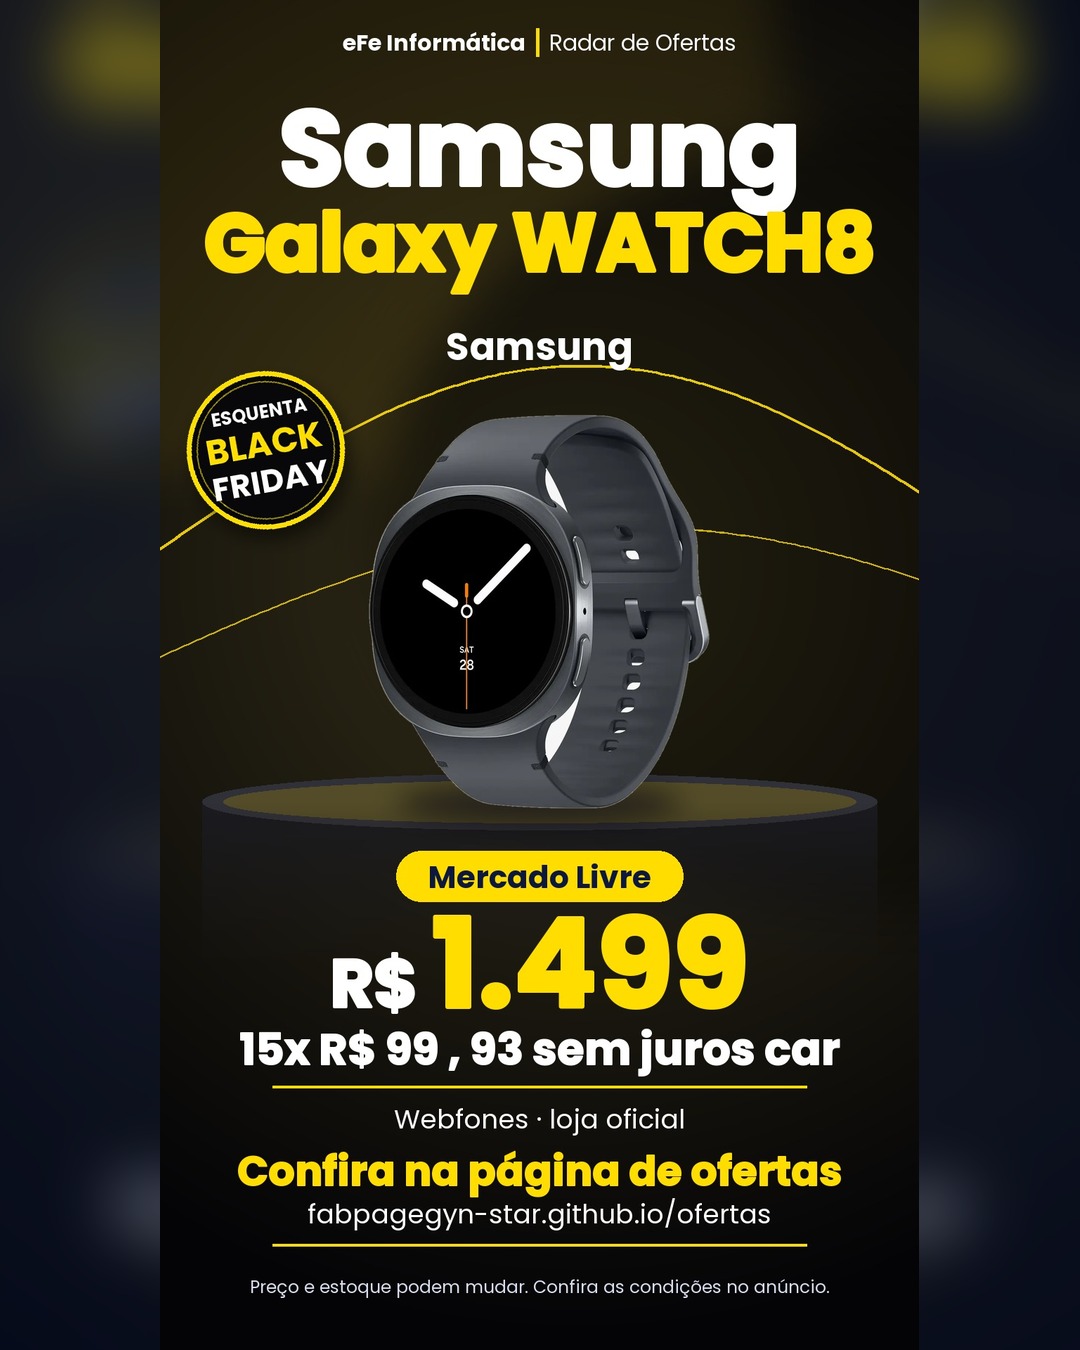 eFe Informática | Radar de Ofertas
Samsung
Galaxy WATCH8
Samsung
ESQUENTA
BLACK
FRIDAY
SAT
28
Mercado Livre
R$ 1.499
15x R$ 99 , 93 sem juros car
Webfones · loja oficial
Confira na página de ofertas
fabpagegyn-star.github.io/ofertas
Preço e estoque podem mudar. Confira as condições no anúncio.